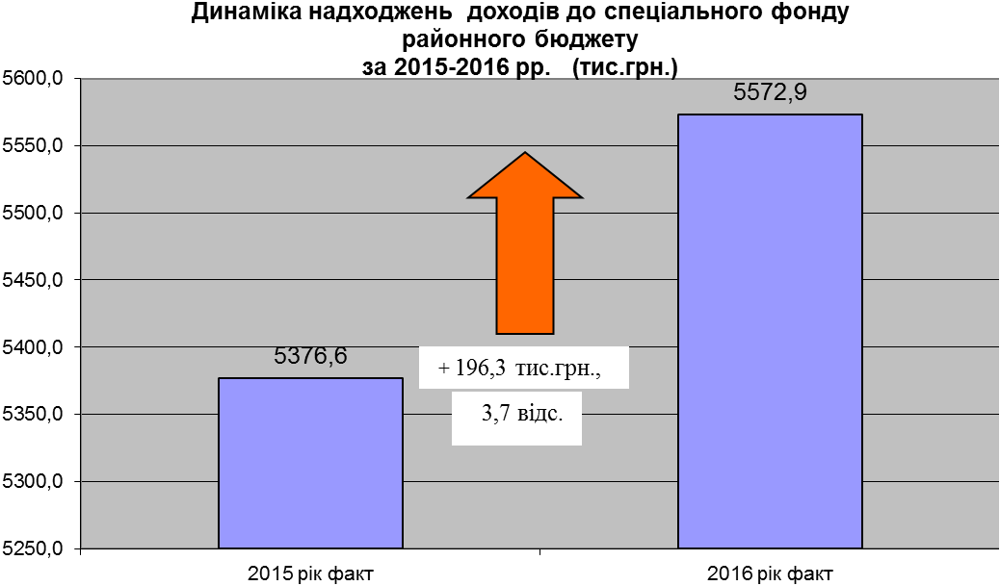 Динаміка надходжень доходів до спеціального фонду
районного бюджету
за 2015-2016 рр. (тис.грн.)
5600,0
5572,9
5550,0
5500,0
5450,0
5400,0
5376,6
+ 196,3 тис.грн.,
3,7 відс.
5350,0
5300,0
5250,0
2015 рік факт
2016 рік факт